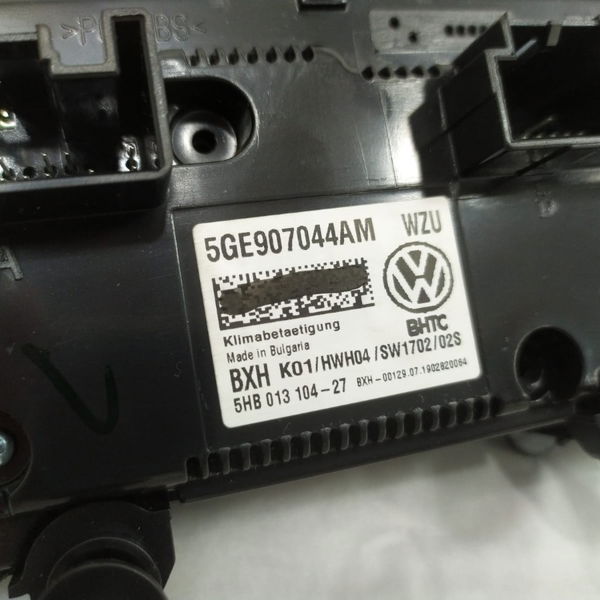 5GE907044AM WZU
BHTC
Klimabetaetigung
Made in Bulgaria
BXH K01/HWH04/SW1702/02S
5HB 013 104-27 BXH-00129.07.1902820064